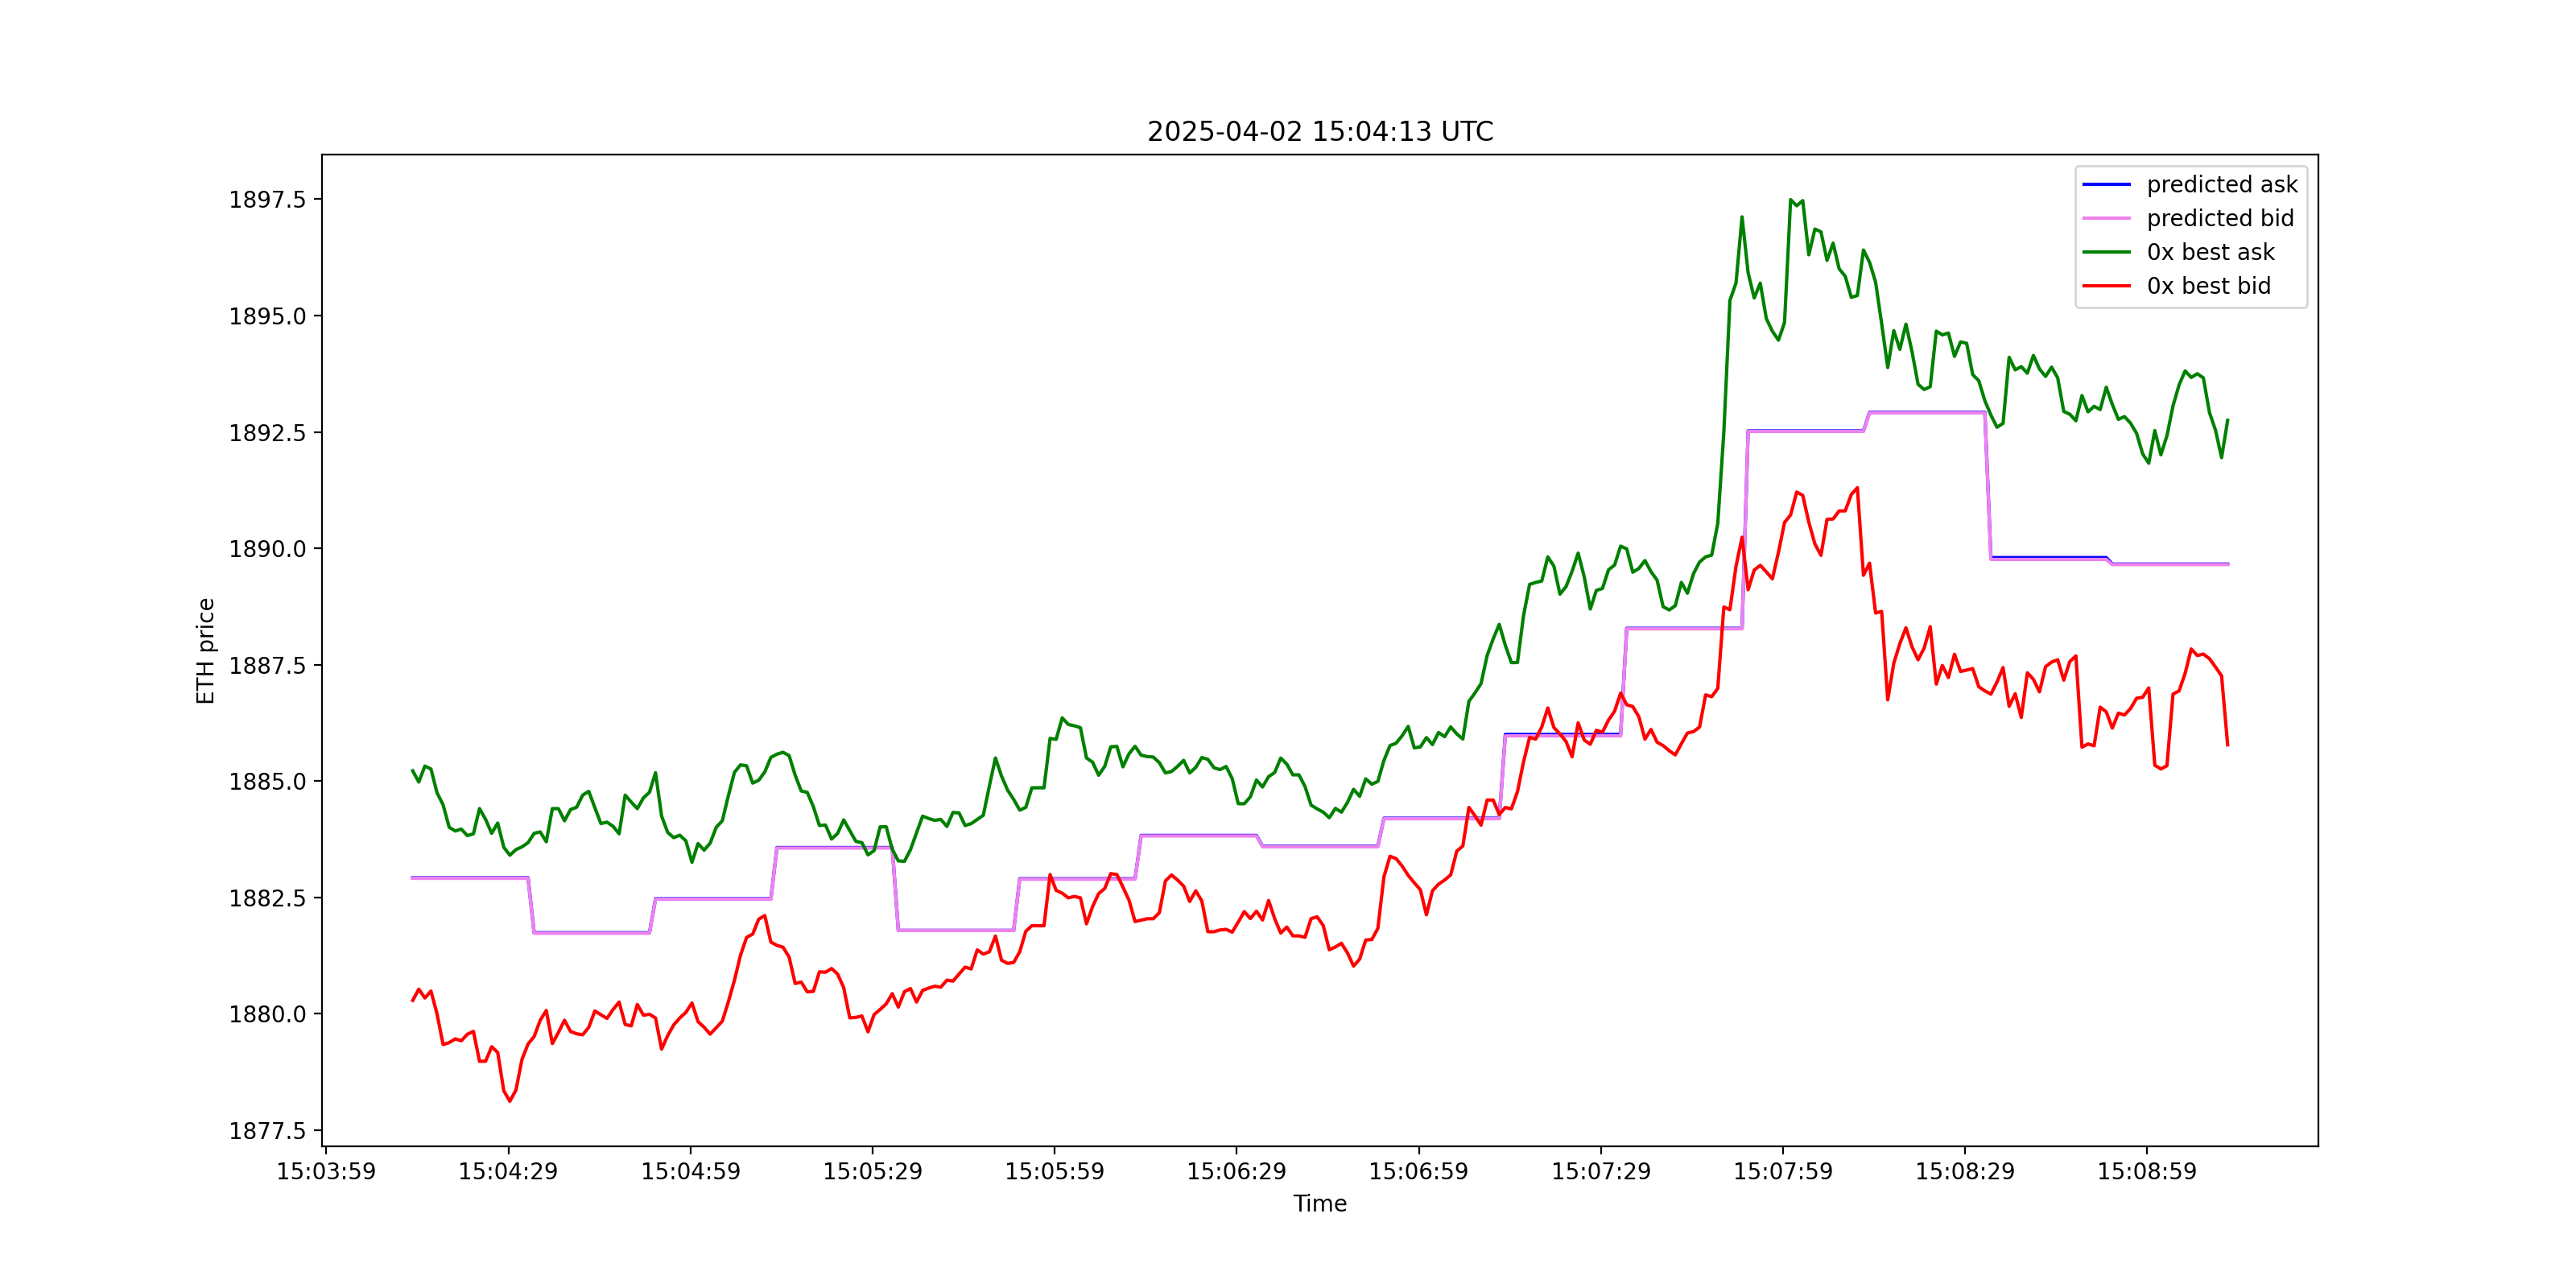 2025-04-02 15:04:13 UTC
predicted ask
predicted bid
0x best ask
0x best bid
1897.5
1895.0
1892.5
1890.0
1887.5
1885.0
1882.5
1880.0
1877.5
ETH price
15:03:59 15:04:29 15:04:59 15:05:29 15:05:59 15:06:29 15:06:59 15:07:29 15:07:59 15:08:29 15:08:59
Time